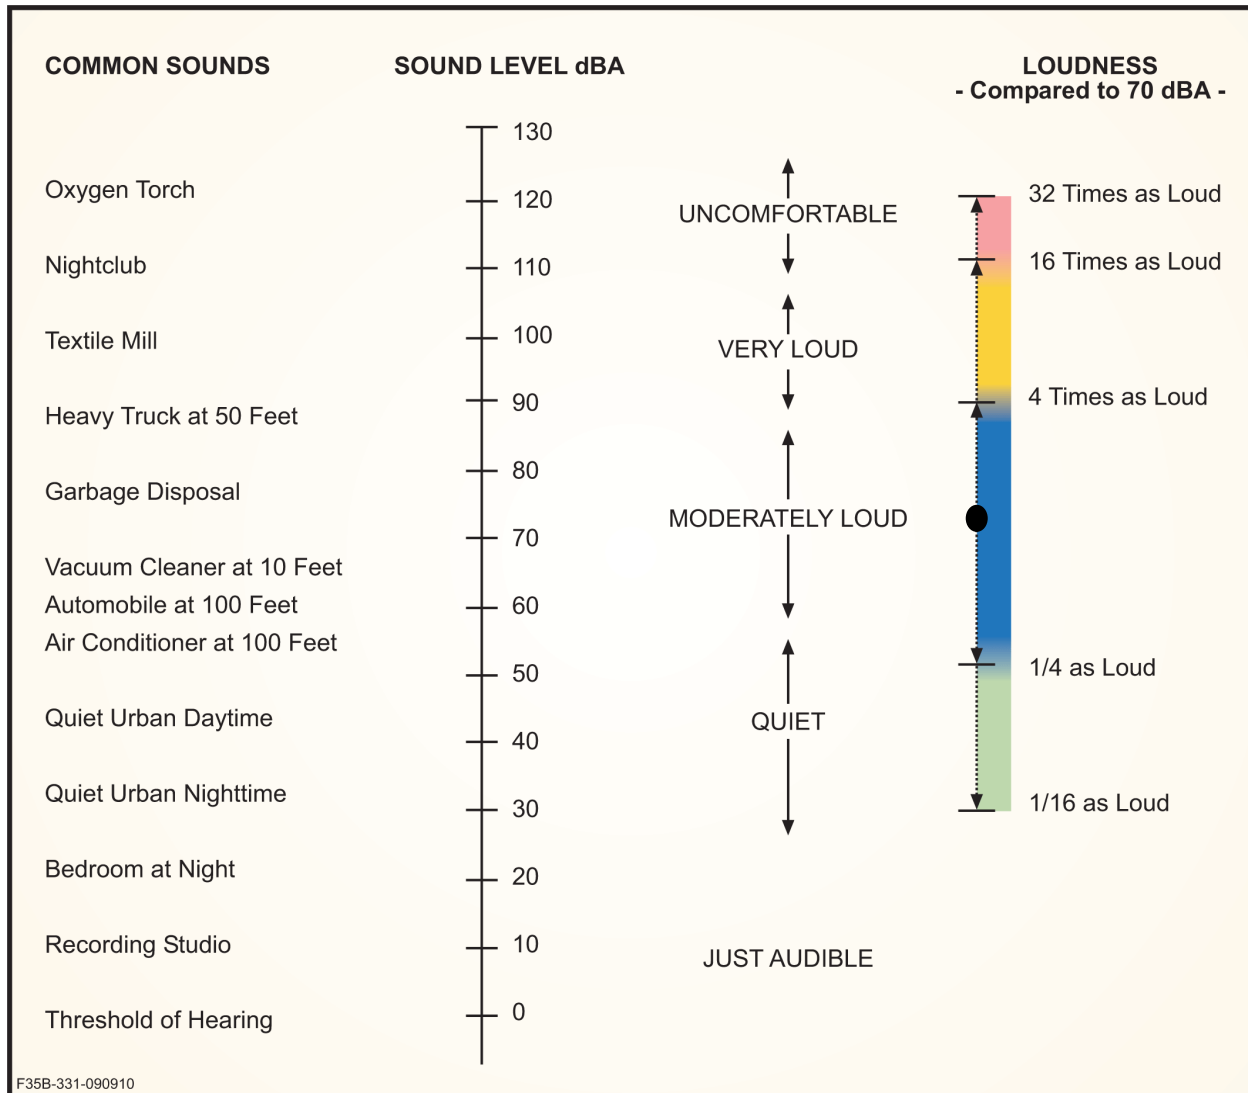 COMMON SOUNDS
SOUND LEVEL dBA
LOUDNESS
- Compared to 70 dBA -
130
Oxygen Torch
120
UNCOMFORTABLE
32 Times as Loud
Nightclub
110
16 Times as Loud
Textile Mill
100
VERY LOUD
Heavy Truck at 50 Feet
90
4 Times as Loud
Garbage Disposal
80
MODERATELY LOUD
70
Vacuum Cleaner at 10 Feet
Automobile at 100 Feet
60
Air Conditioner at 100 Feet
50
1/4 as Loud
Quiet Urban Daytime
40
QUIET
Quiet Urban Nighttime
30
1/16 as Loud
Bedroom at Night
20
Recording Studio
10
JUST AUDIBLE
Threshold of Hearing
0
F35B-331-090910